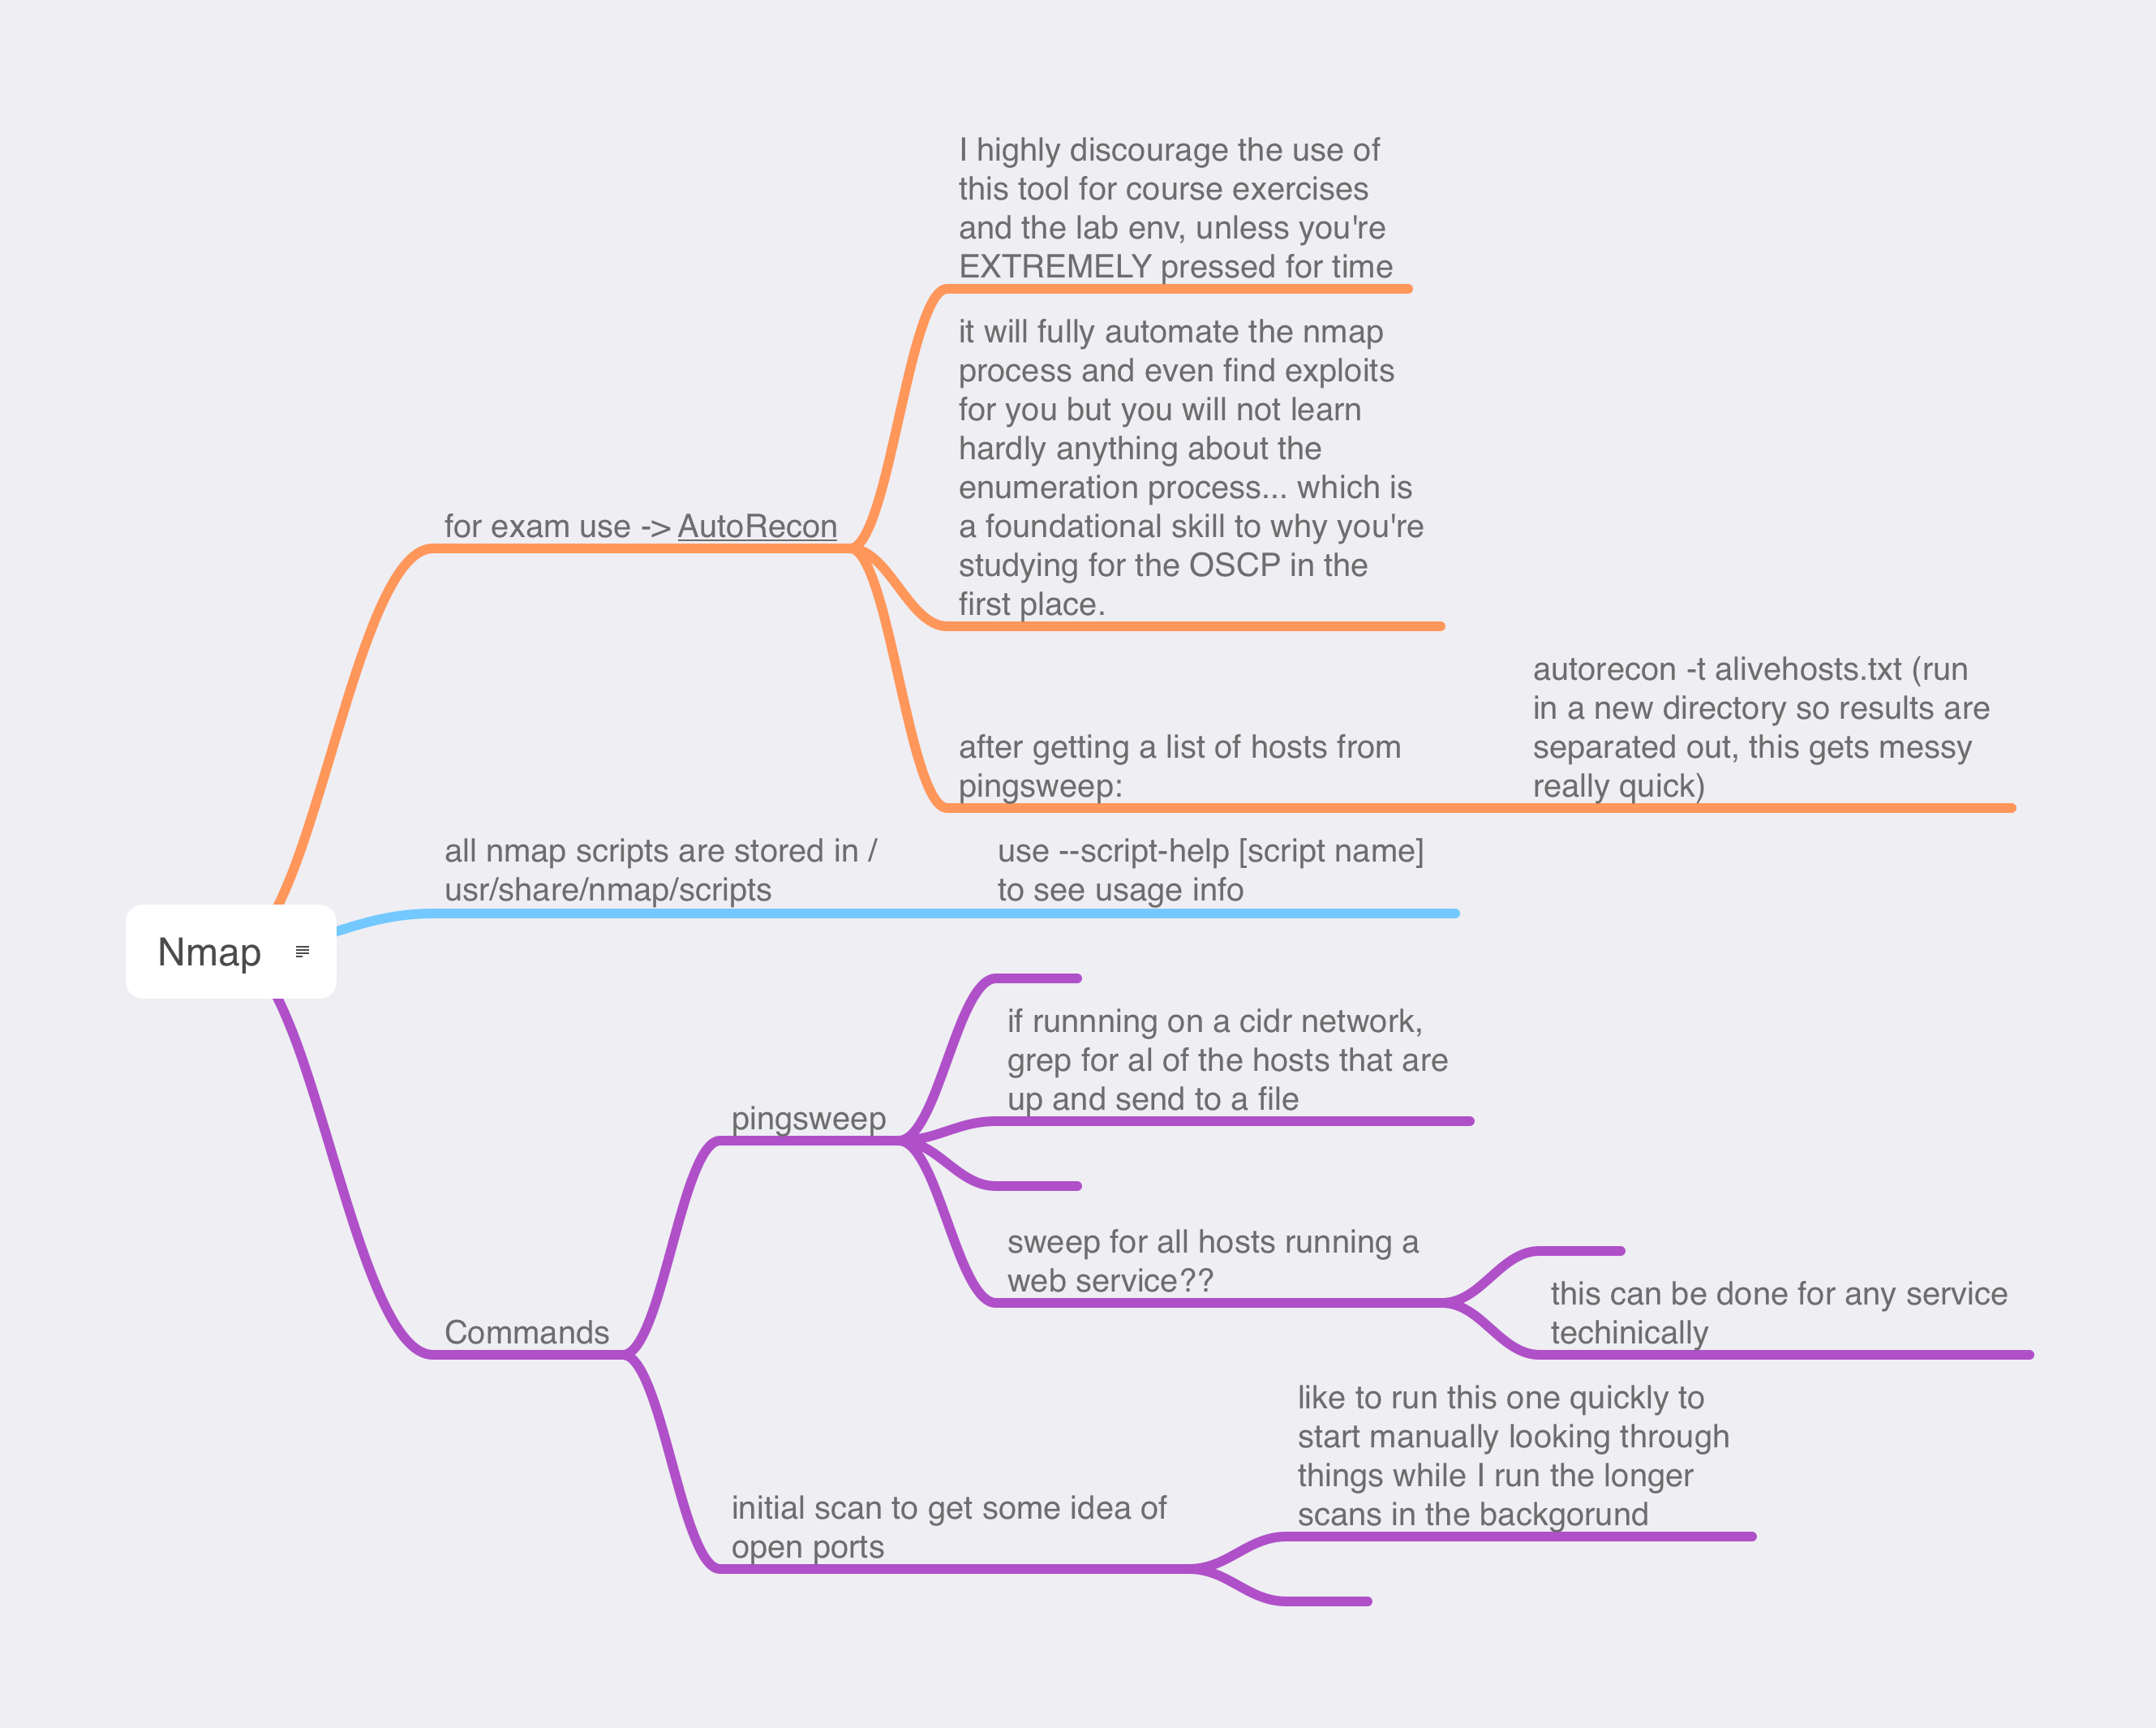 I highly discourage the use of
this tool for course exercises
and the lab env, unless you're
EXTREMELY pressed for time
it will fully automate the nmap
process and even find exploits
for you but you will not learn
hardly anything about the
enumeration process... which is
a foundational skill to why you're
studying for the OSCP in the
first place.
for exam use -> AutoRecon
after getting a list of hosts from
pingsweep:
autorecon -t alivehosts.txt (run
in a new directory so results are
separated out, this gets messy
really quick)
all nmap scripts are stored in /
usr/share/nmap/scripts
use --script-help [script name]
to see usage info
Nmap
if runnning on a cidr network,
grep for al of the hosts that are
up and send to a file
pingsweep
sweep for all hosts running a
web service??
this can be done for any service
techinically
Commands
like to run this one quickly to
start manually looking through
things while I run the longer
scans in the backgorund
initial scan to get some idea of
open ports